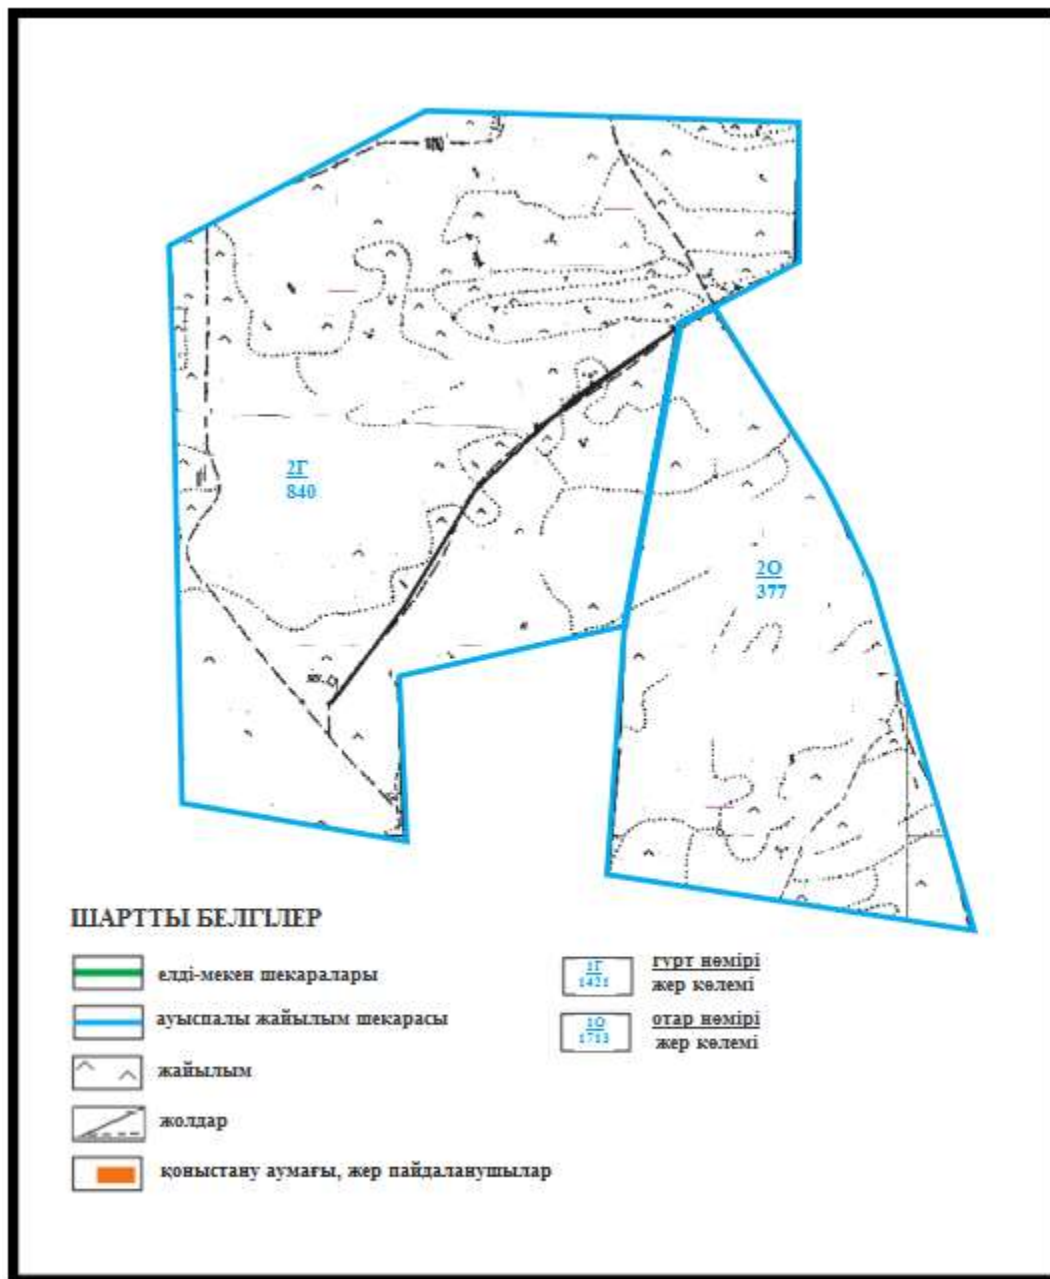 2Г
840
2О
377
ШАРТТЫ БЕЛГІЛЕР
елді-мекен шекаралары
ауыспалы жайылым шекарасы
жайылым
жолдар
қоныстану аумағы, жер пайдаланушылар
1Г
1421
гурт нөмірі
жер көлемі
1О
1713
отар нөмірі
жер көлемі